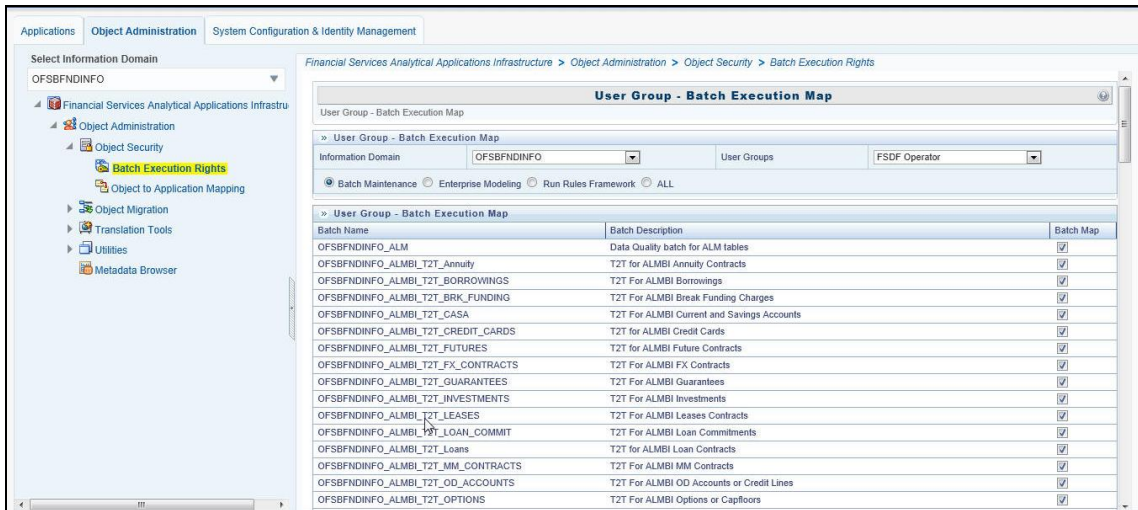 Applications Object Administration System Configuration & Identity Management
Select Information Domain
OFSBFNDINFO
Financial Services Analytical Applications Infrastru
Object Administration
Object Security
Batch Execution Rights
Object to Application Mapping
Object Migration
Translation Tools
Utilities
Metadata Browser
Financial Services Analytical Applications Infrastructure > Object Administration > Object Security > Batch Execution Rights
User Group - Batch Execution Map
User Group - Batch Execution Map
» User Group - Batch Execution Map
Information Domain OFSBFNDINFO User Groups FSDF Operator
Batch Maintenance Enterprise Modeling Run Rules Framework ALL
» User Group - Batch Execution Map
Batch Name Batch Description Batch Map
OFSBFNDINFO_ALM Data Quality batch for ALM tables
OFSBFNDINFO_ALMBI_T2T_Annuity T2T for ALMBI Annuity Contracts
OFSBFNDINFO_ALMBI_T2T_BORROWINGS T2T For ALMBI Borrowings
OFSBFNDINFO_ALMBI_T2T_BRK_FUNDING T2T For ALMBI Break Funding Charges
OFSBFNDINFO_ALMBI_T2T_CASA T2T For ALMBI Current and Savings Accounts
OFSBFNDINFO_ALMBI_T2T_CREDIT_CARDS T2T for ALMBI Credit Cards
OFSBFNDINFO_ALMBI_T2T_FUTURES T2T for ALMBI Future Contracts
OFSBFNDINFO_ALMBI_T2T_FX_CONTRACTS T2T For ALMBI FX Contracts
OFSBFNDINFO_ALMBI_T2T_GUARANTEES T2T For ALMBI Guarantees
OFSBFNDINFO_ALMBI_T2T_INVESTMENTS T2T For ALMBI Investments
OFSBFNDINFO_ALMBI_T2T_LEASES T2T For ALMBI Leases Contracts
OFSBFNDINFO_ALMBI_T2T_LOAN_COMMIT T2T For ALMBI Loan Commitments
OFSBFNDINFO_ALMBI_T2T_Loans T2T for ALMBI Loan Contracts
OFSBFNDINFO_ALMBI_T2T_MM_CONTRACTS T2T For ALMBI MM Contracts
OFSBFNDINFO_ALMBI_T2T_OD_ACCOUNTS T2T For ALMBI OD Accounts or Credit Lines
OFSBFNDINFO_ALMBI_T2T_OPTIONS T2T For ALMBI Options or Capfloors